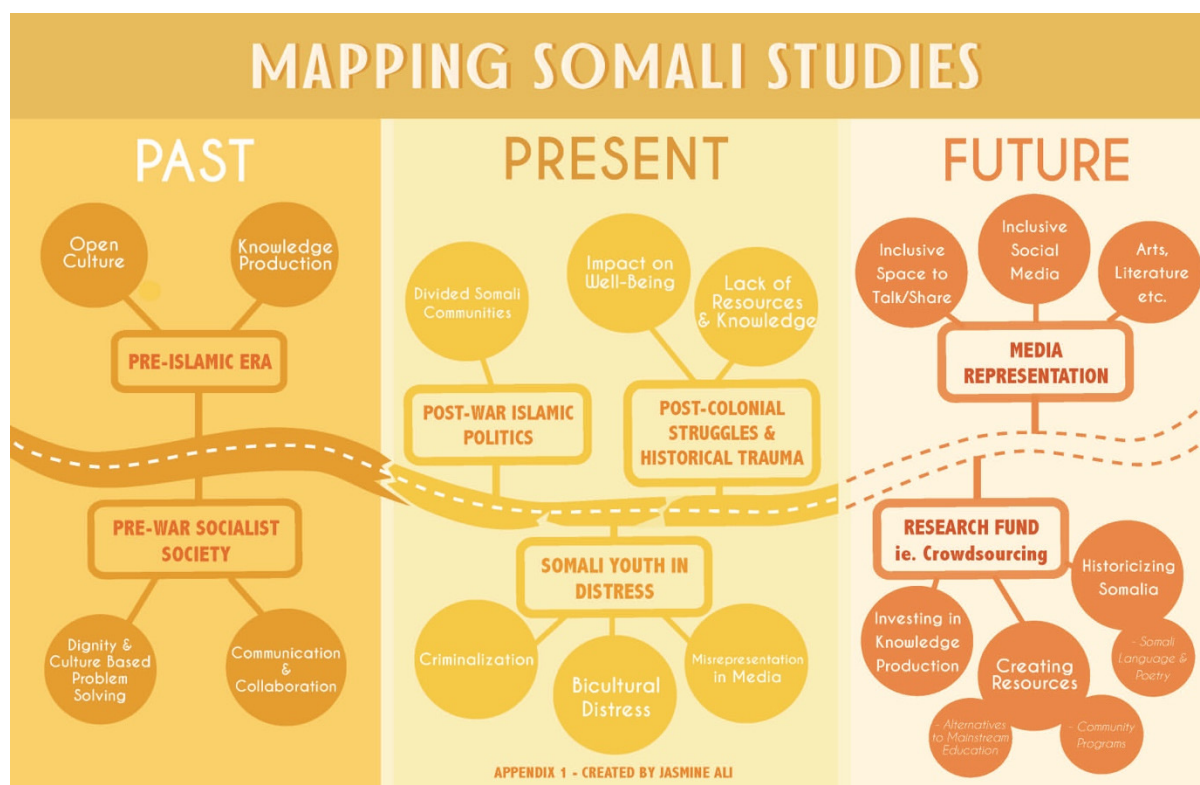 MAPPING SOMALI STUDIES
PAST
Open
Culture
Knowledge
Production
PRE-ISLAMIC ERA
PRE-WAR SOCIALIST
SOCIETY
Dignity &
Culture Based
Problem
Solving
Communication
&
Collaboration
PRESENT
Divided Somali
Communities
Impact on
Well-Being
Lack of
Resources
& Knowledge
POST-WAR ISLAMIC
POLITICS
POST-COLONIAL
STRUGGLES &
HISTORICAL TRAUMA
SOMALI YOUTH IN
DISTRESS
Criminalization
Bicultural
Distress
Misrepresentation
in Media
APPENDIX 1 - CREATED BY JASMINE ALI
FUTURE
Inclusive
Space to
Talk/Share
Inclusive
Social
Media
Arts,
Literature
etc.
MEDIA
REPRESENTATION
RESEARCH FUND
ie. Crowdsourcing
Historicizing
Somalia
- Somali
Language &
Poetry
Investing in
Knowledge
Production
Creating
Resources
- Alternatives
to Mainstream
Education
- Community
Programs